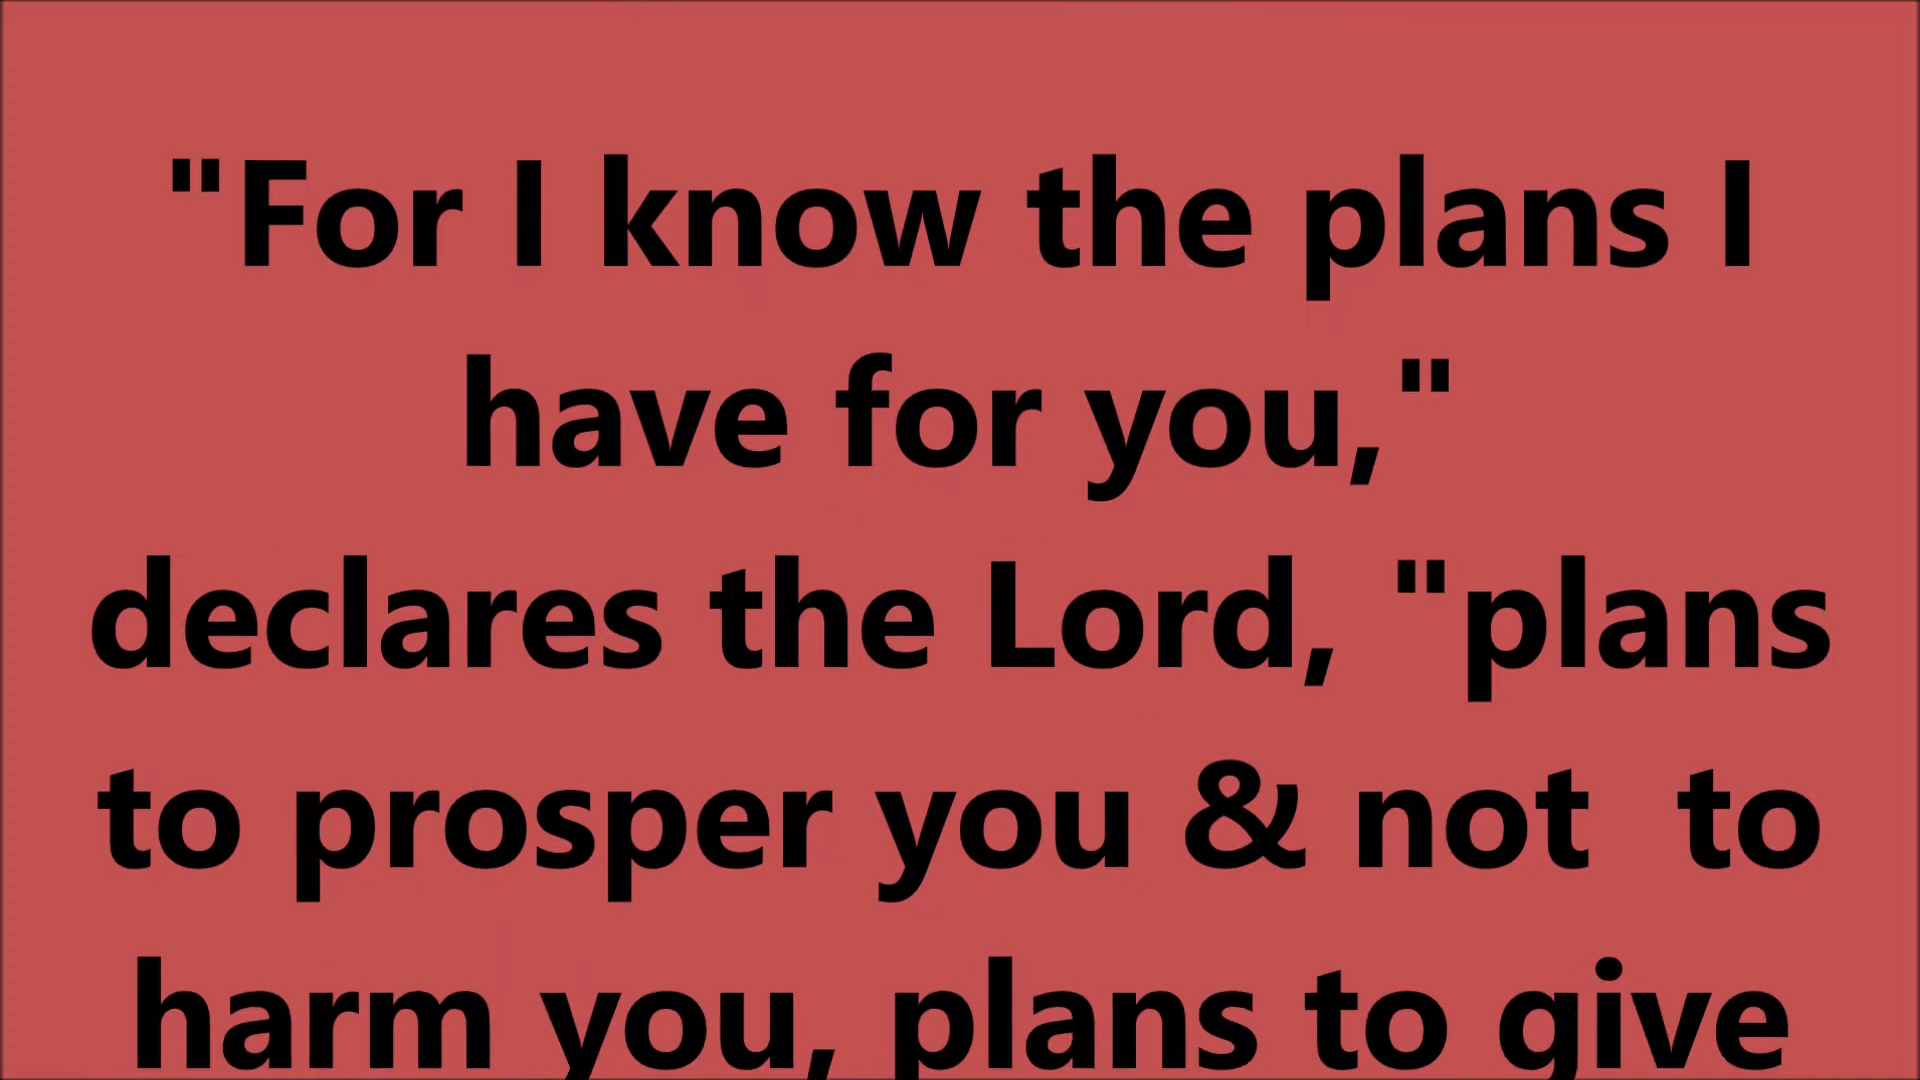 "For I know the plans I
have for you,"
declares the Lord, "plans
to prosper you & not  to
harm you, plans to give